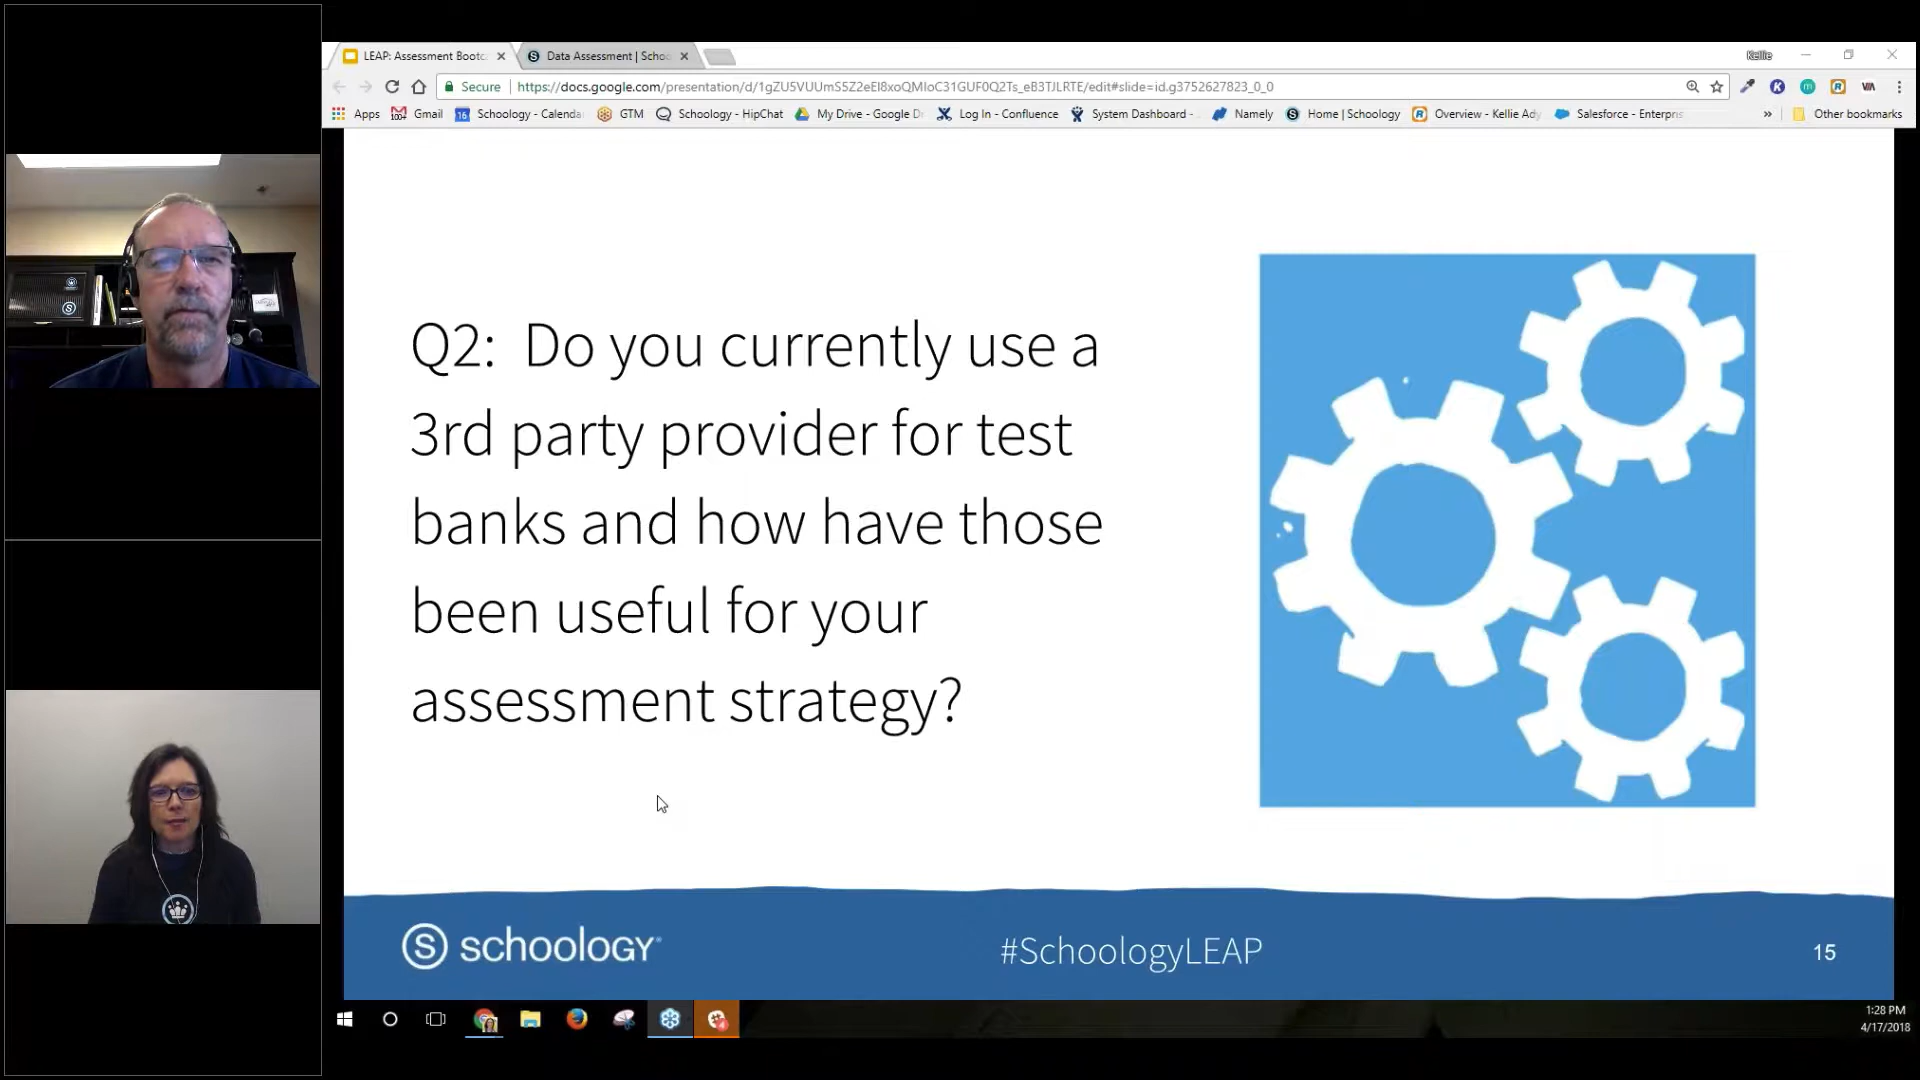 LEAP: Assessment Bootc
Data Assessment | Schoo
Kellie
Secure
https://docs.google.com/presentation/d/1gZU5VUUmS5Z2eEI8xoQMIoC31GUF0Q2Ts_eB3TJLRTE/edit#slide=id.g3752627823_0_0
Apps
Gmail
Schoology - Calenda
GTM
Schoology - HipChat
My Drive - Google D
Log In - Confluence
System Dashboard -
Namely
Home | Schoology
Overview - Kellie Ady
Salesforce - Enterpris
»
Other bookmarks
Q2: Do you currently use a
3rd party provider for test
banks and how have those
been useful for your
assessment strategy?
schoology
#SchoologyLEAP
15
1:28 PM
4/17/2018